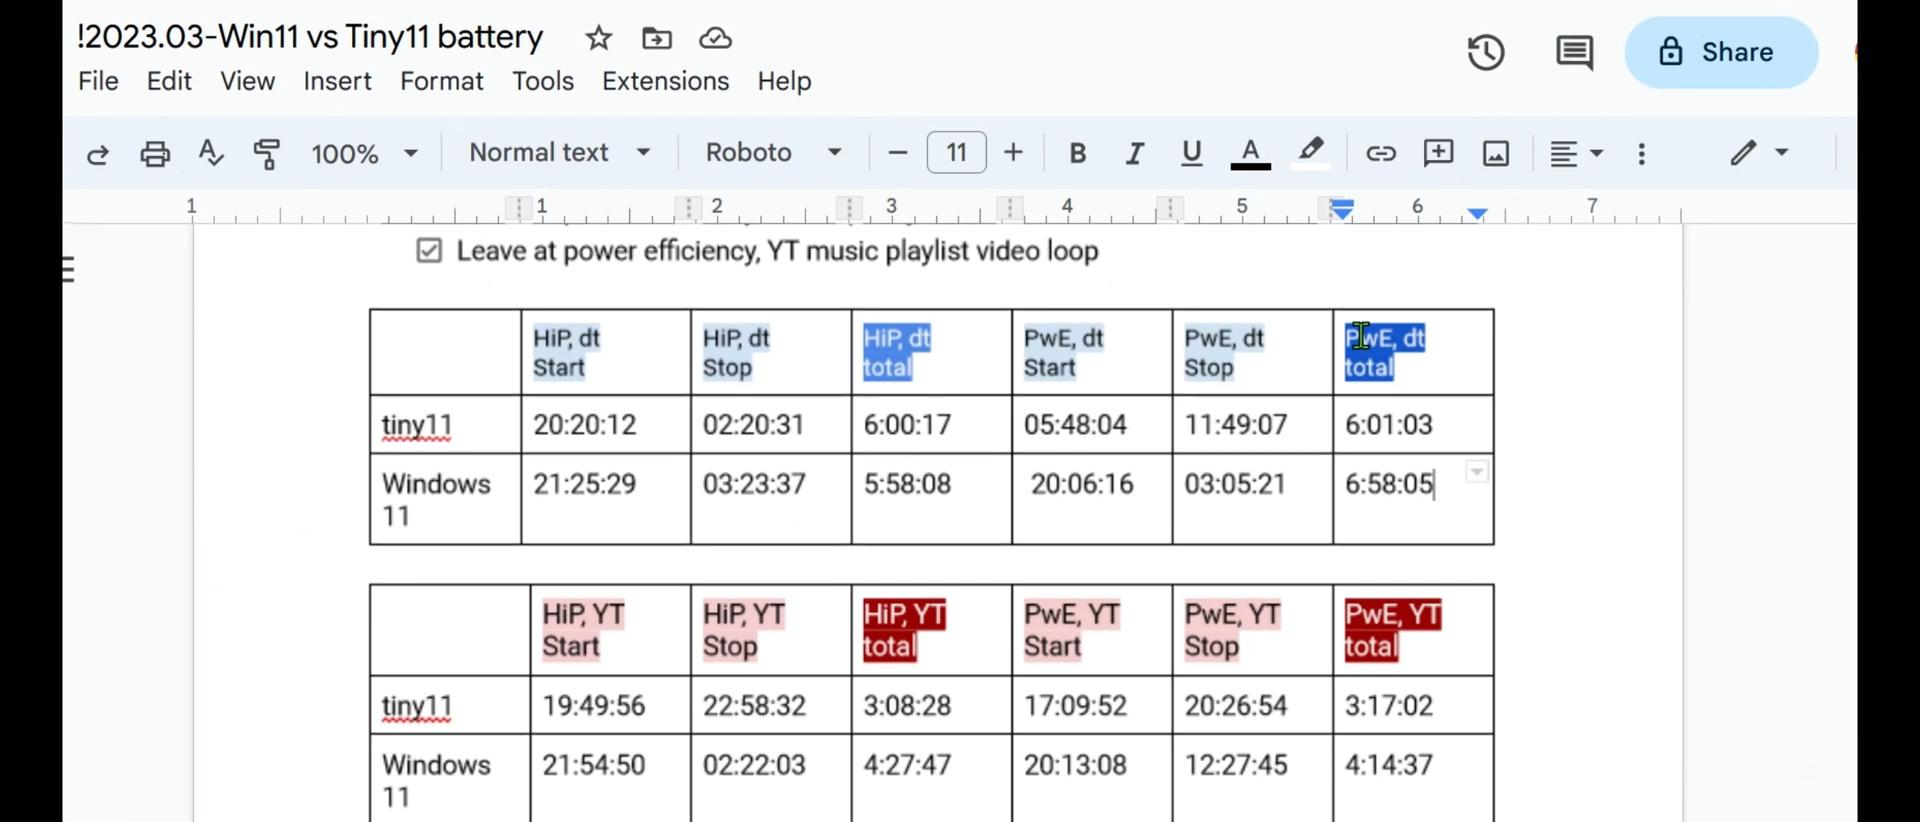 !2023.03-Win11 vs Tiny11 battery
File Edit View Insert Format Tools Extensions Help
Share
100% Normal text Roboto 11 B I U A
1 1 2 3 4 5 6 7
Leave at power efficiency, YT music playlist video loop
HiP, dt Start HiP, dt Stop HiP, dt total PwE, dt Start PwE, dt Stop PwE, dt total
tiny11 20:20:12 02:20:31 6:00:17 05:48:04 11:49:07 6:01:03
Windows 11 21:25:29 03:23:37 5:58:08 20:06:16 03:05:21 6:58:05
HiP, YT Start HiP, YT Stop HiP, YT total PwE, YT Start PwE, YT Stop PwE, YT total
tiny11 19:49:56 22:58:32 3:08:28 17:09:52 20:26:54 3:17:02
Windows 11 21:54:50 02:22:03 4:27:47 20:13:08 12:27:45 4:14:37